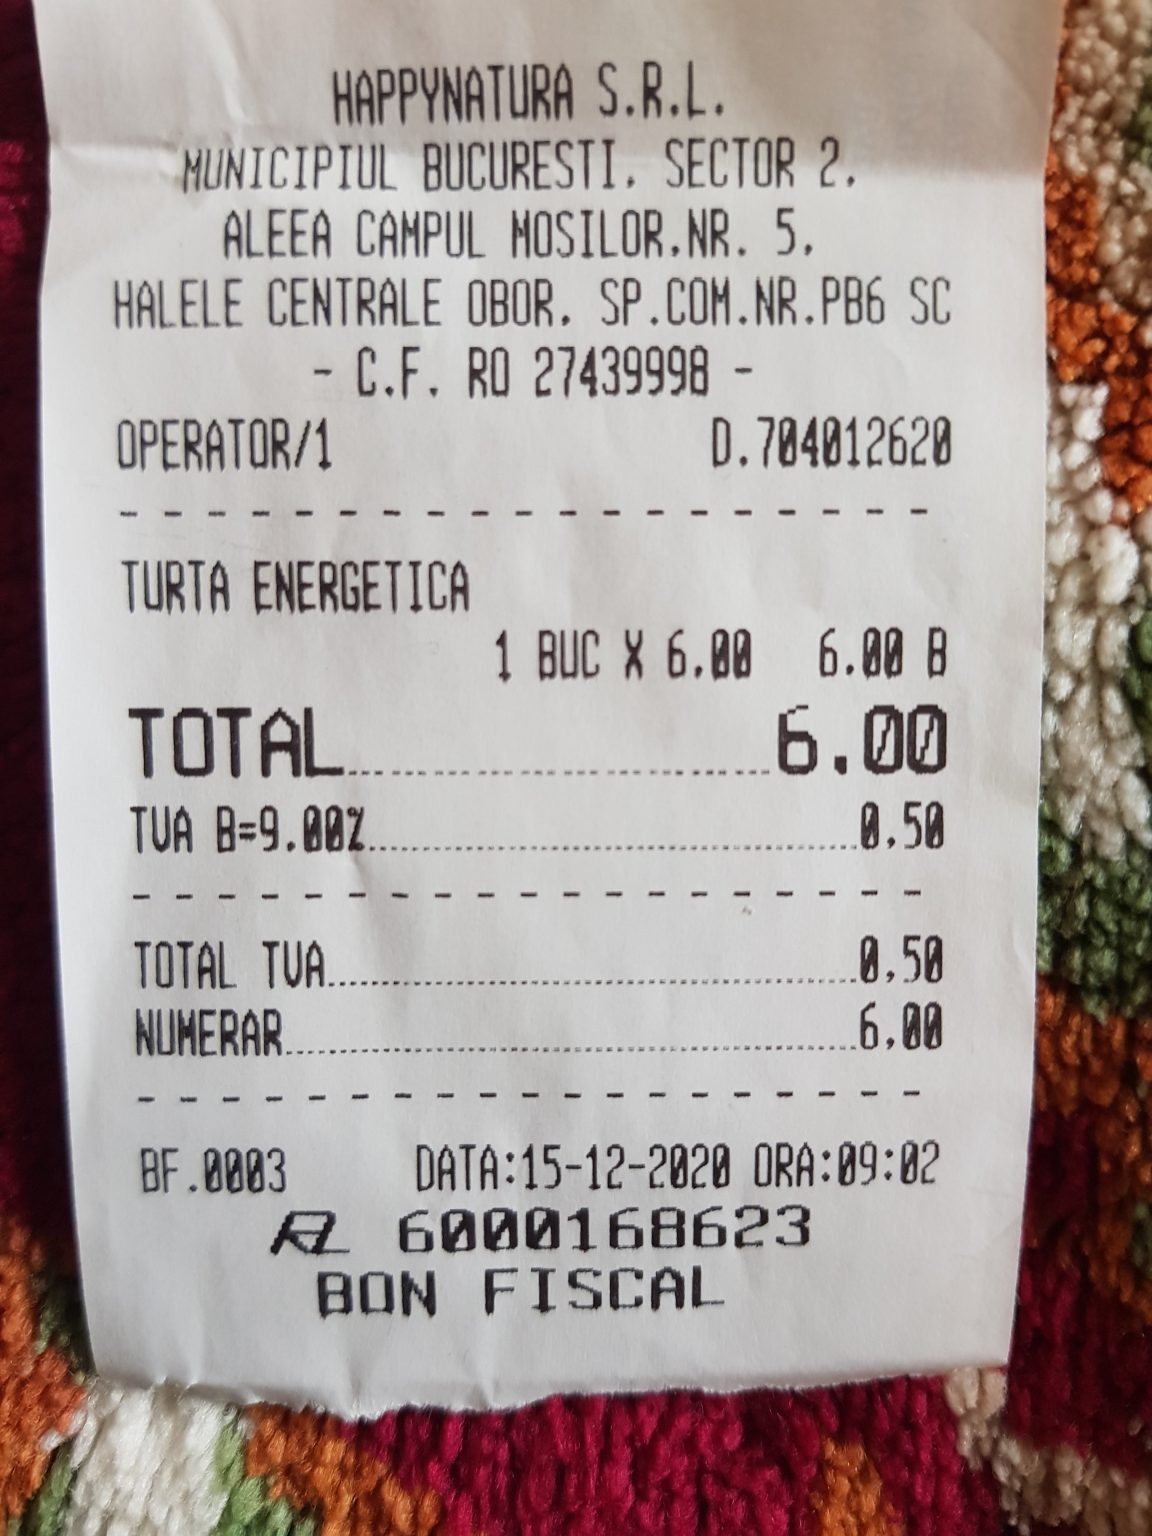 HAPPYNATURA S.R.L.
MUNICIPIUL BUCURESTI, SECTOR 2,
ALEEA CAMPUL MOSILOR,NR. 5,
HALELE CENTRALE OBOR, SP.COM.NR.PB6 SC
- C.F. RO 27439998 -
OPERATOR/1 D.704012620
- - - - - - - - - - - - - - - - - - -
TURTA ENERGETICA
1 BUC X 6.00 6.00 B
TOTAL....................6.00
TVA B=9.00%....................0,50
- - - - - - - - - - - - - - - - - - -
TOTAL TVA....................0,50
NUMERAR....................6,00
- - - - - - - - - - - - - - - - - - -
BF.0003 DATA:15-12-2020 ORA:09:02
6000168623
BON FISCAL